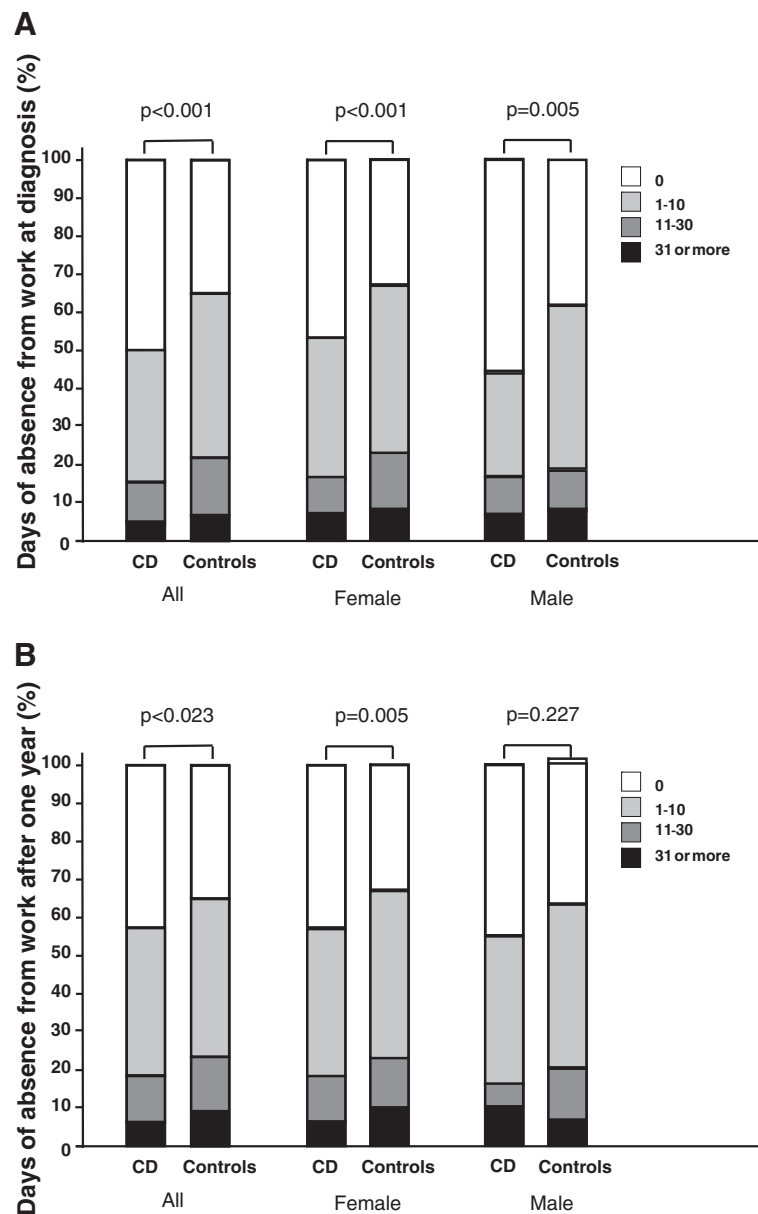 A
Days of absence from work at diagnosis (%)
p<0.001
p<0.001
p=0.005
100
90
80
70
60
50
40
30
20
10
0
0
1-10
11-30
31 or more
CD
Controls
CD
Controls
CD
Controls
All
Female
Male
B
Days of absence from work after one year (%)
p<0.023
p=0.005
p=0.227
100
90
80
70
60
50
40
30
20
10
0
0
1-10
11-30
31 or more
CD
Controls
CD
Controls
CD
Controls
All
Female
Male